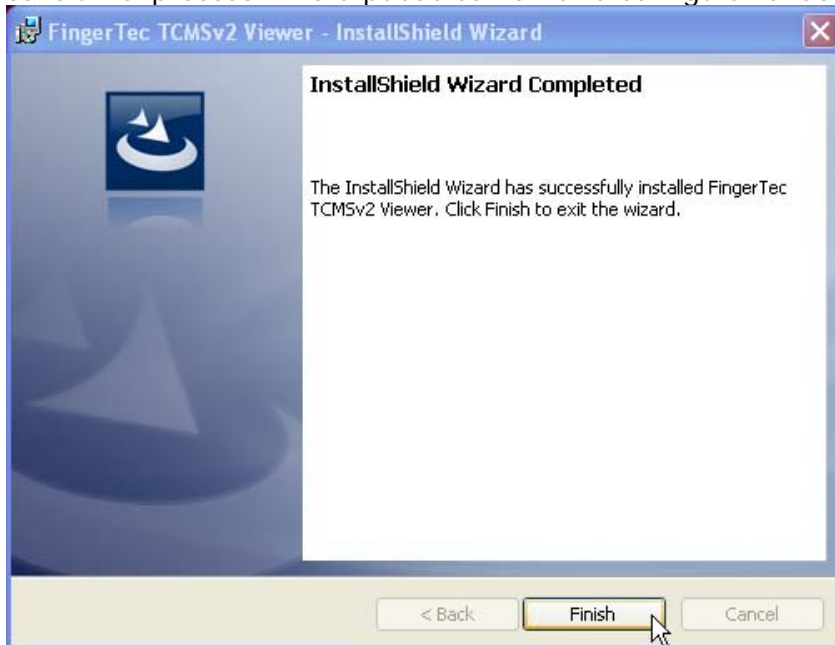 FingerTec TCMSv2 Viewer - InstallShield Wizard
InstallShield Wizard Completed
The InstallShield Wizard has successfully installed FingerTec
TCMSv2 Viewer. Click Finish to exit the wizard.
< Back Finish Cancel